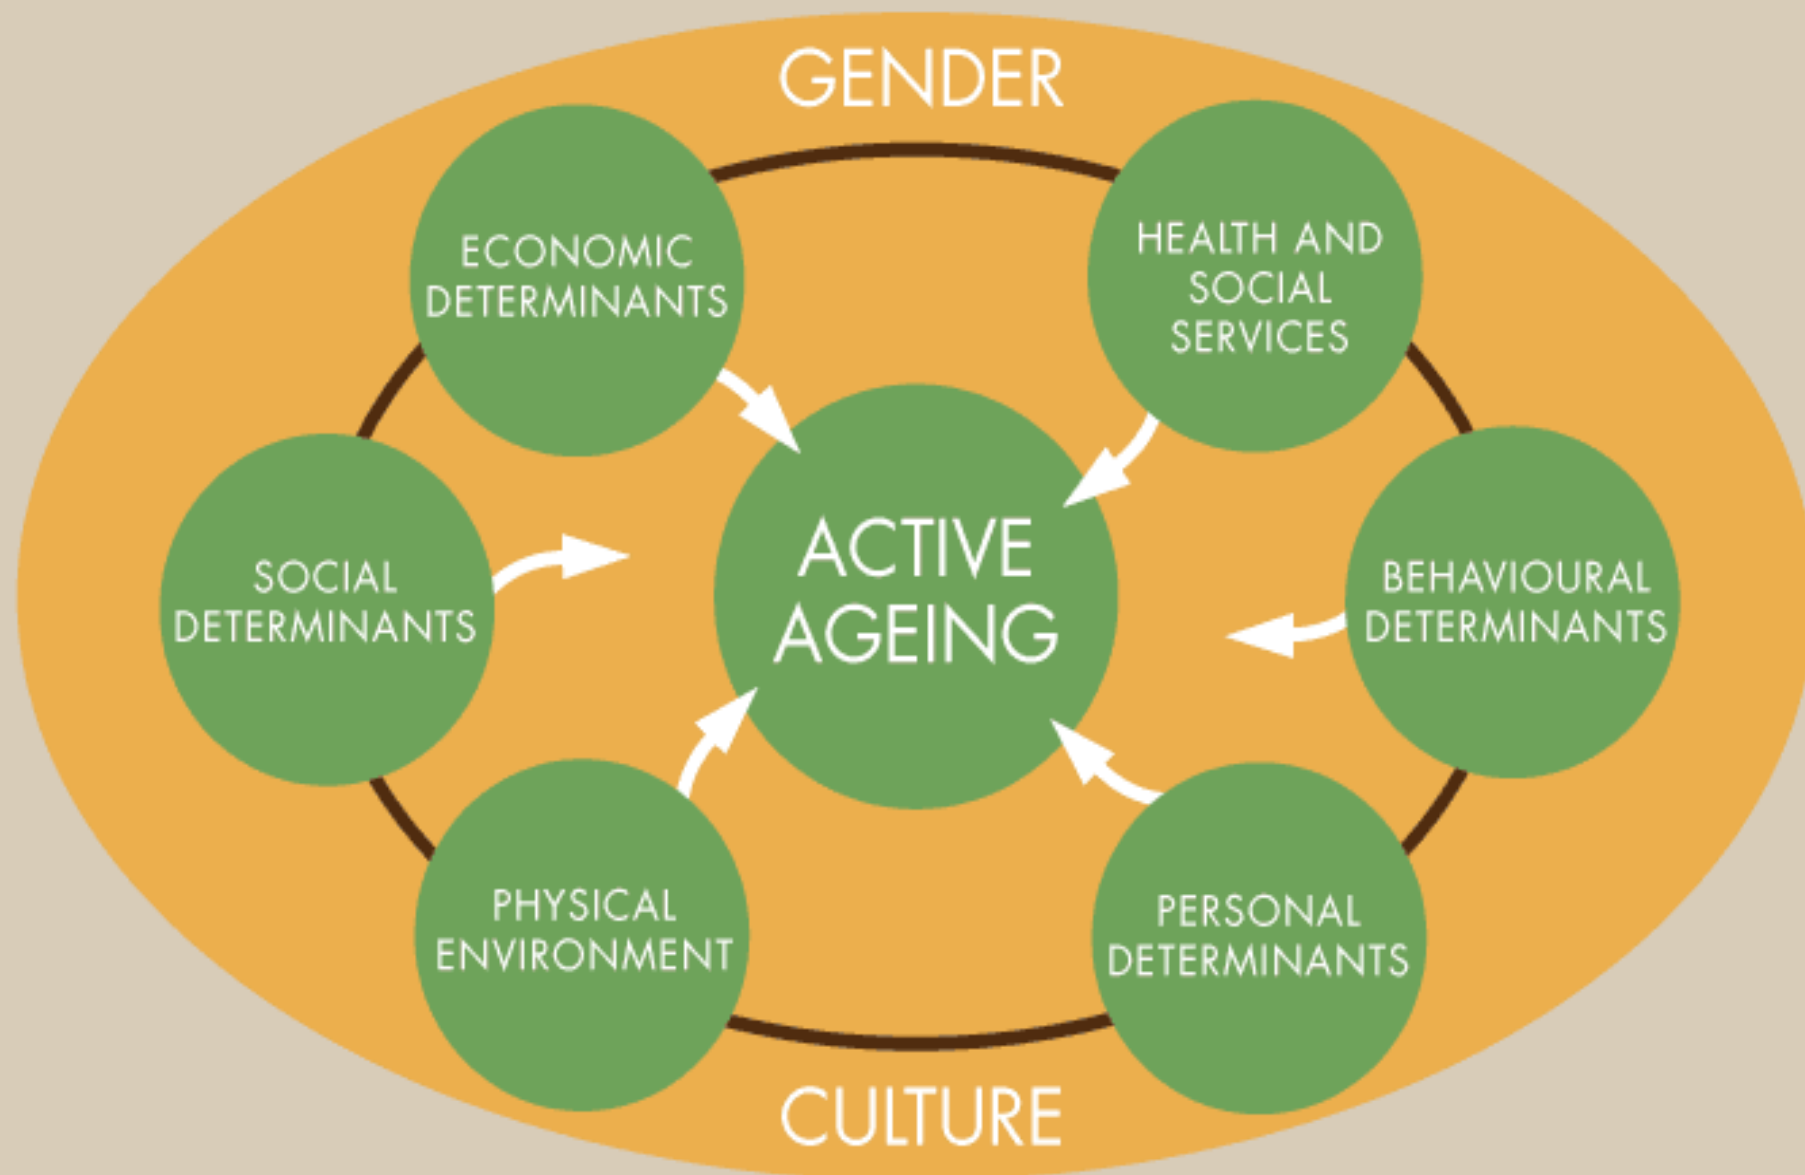 GENDER
ECONOMIC
DETERMINANTS
HEALTH AND
SOCIAL
SERVICES
SOCIAL
DETERMINANTS
ACTIVE
AGEING
BEHAVIOURAL
DETERMINANTS
PHYSICAL
ENVIRONMENT
PERSONAL
DETERMINANTS
CULTURE